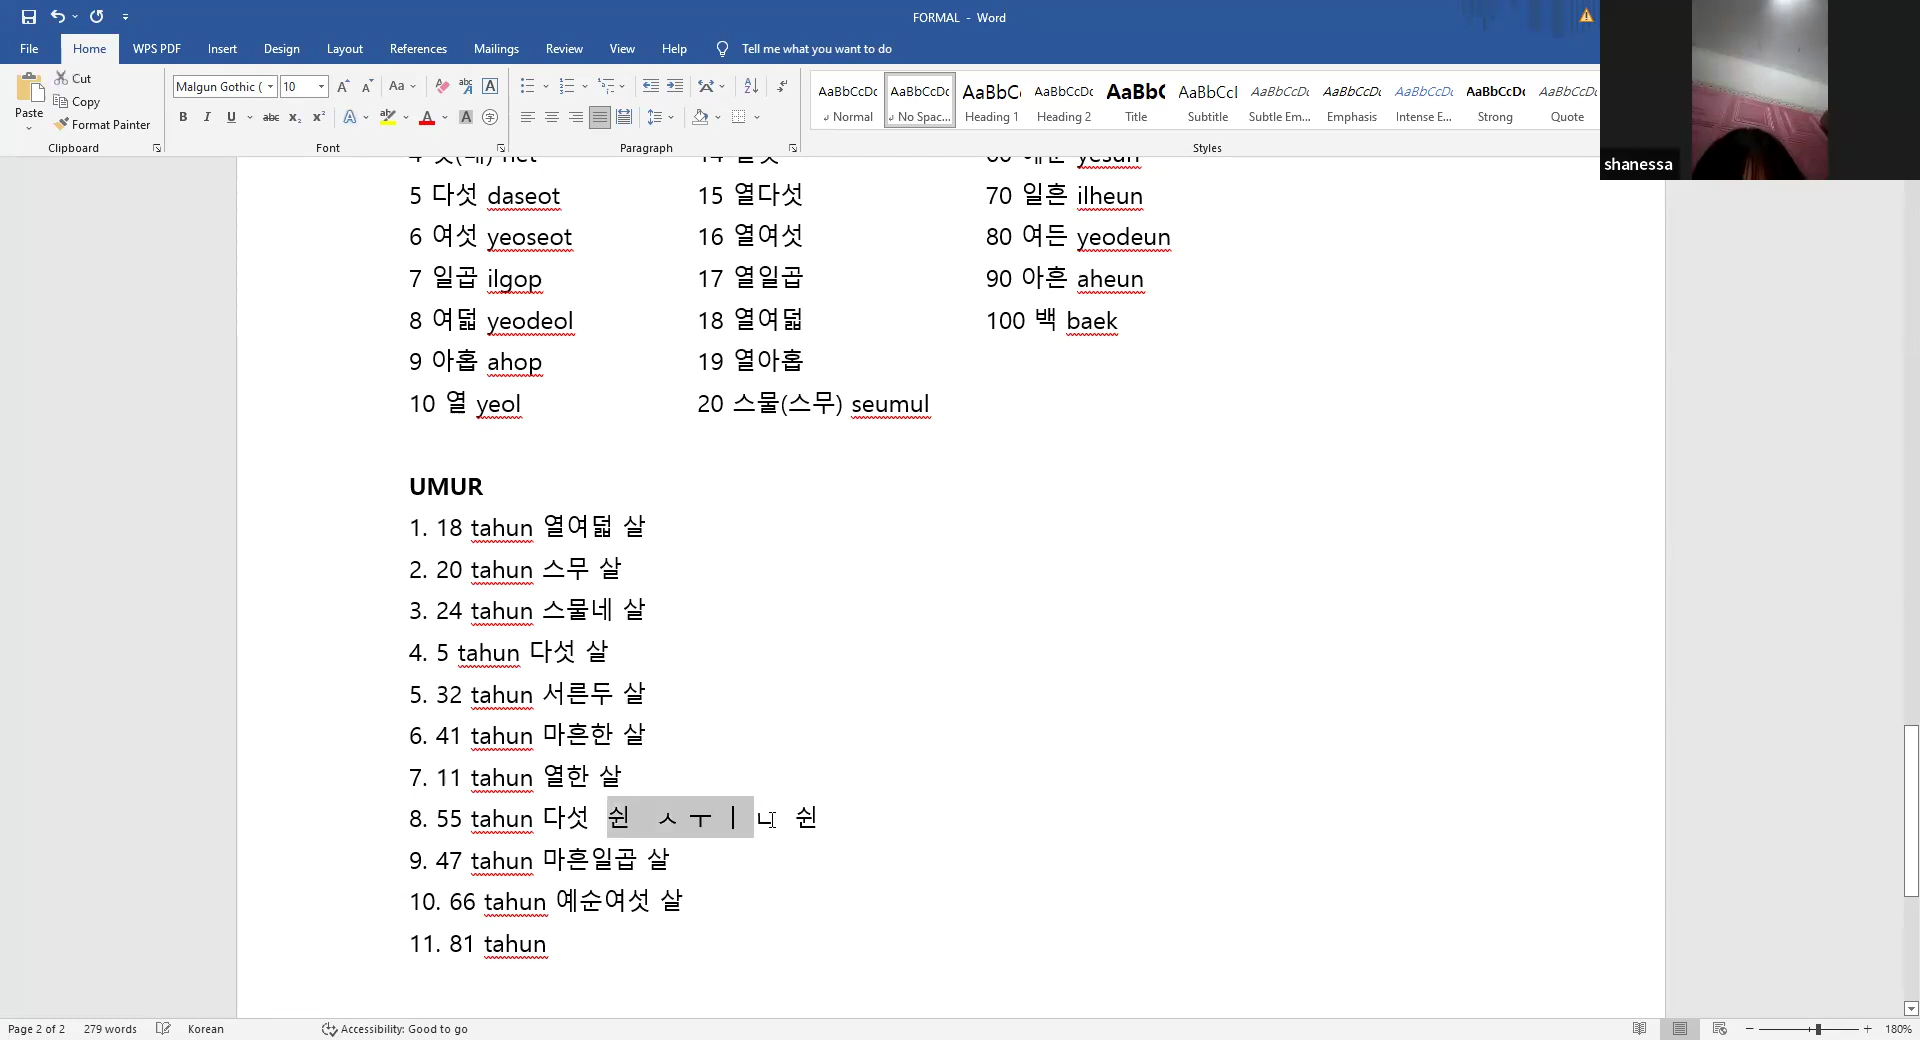 FORMAL - Word
File Home WPS PDF Insert Design Layout References Mailings Review View Help Tell me what you want to do
Paste Cut Copy Format Painter
Malgun Gothic ( 10
AaBbCcDc Normal
AaBbCcDc No Spac...
AaBbC Heading 1
AaBbCcDc Heading 2
AaBbC Title
AaBbCcI Subtitle
AaBbCcDc Subtle Em...
AaBbCcDc Emphasis
AaBbCcDc Intense E...
AaBbCcDc Strong
AaBbCcDc Quote
Clipboard Font Paragraph Styles
shanessa
5 다섯 daseot 15 열다섯 70 일흔 ilheun
6 여섯 yeoseot 16 열여섯 80 여든 yeodeun
7 일곱 ilgop 17 열일곱 90 아흔 aheun
8 여덟 yeodeol 18 열여덟 100 백 baek
9 아홉 ahop 19 열아홉
10 열 yeol 20 스물(스무) seumul
UMUR
1. 18 tahun 열여덟 살
2. 20 tahun 스무 살
3. 24 tahun 스물네 살
4. 5 tahun 다섯 살
5. 32 tahun 서른두 살
6. 41 tahun 마흔한 살
7. 11 tahun 열한 살
8. 55 tahun 다섯 쉰 ㅅ ㅜ ㅣ ㄴ 쉰
9. 47 tahun 마흔일곱 살
10. 66 tahun 예순여섯 살
11. 81 tahun
Page 2 of 2 279 words Korean Accessibility: Good to go 180%